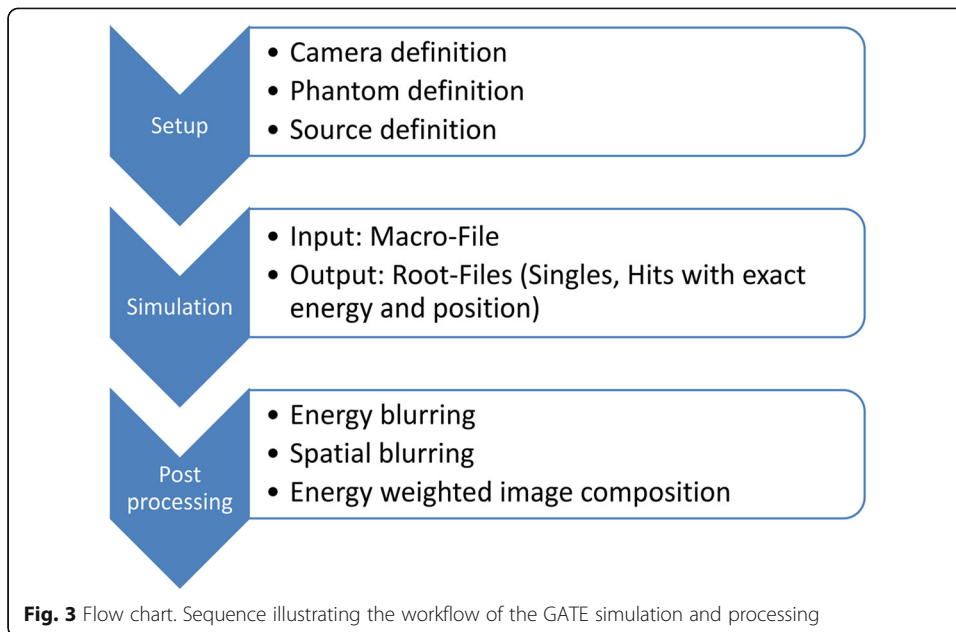 Setup
• Camera definition
• Phantom definition
• Source definition
Simulation
• Input: Macro-File
• Output: Root-Files (Singles, Hits with exact
energy and position)
Post
processing
• Energy blurring
• Spatial blurring
• Energy weighted image composition
Fig. 3 Flow chart. Sequence illustrating the workflow of the GATE simulation and processing